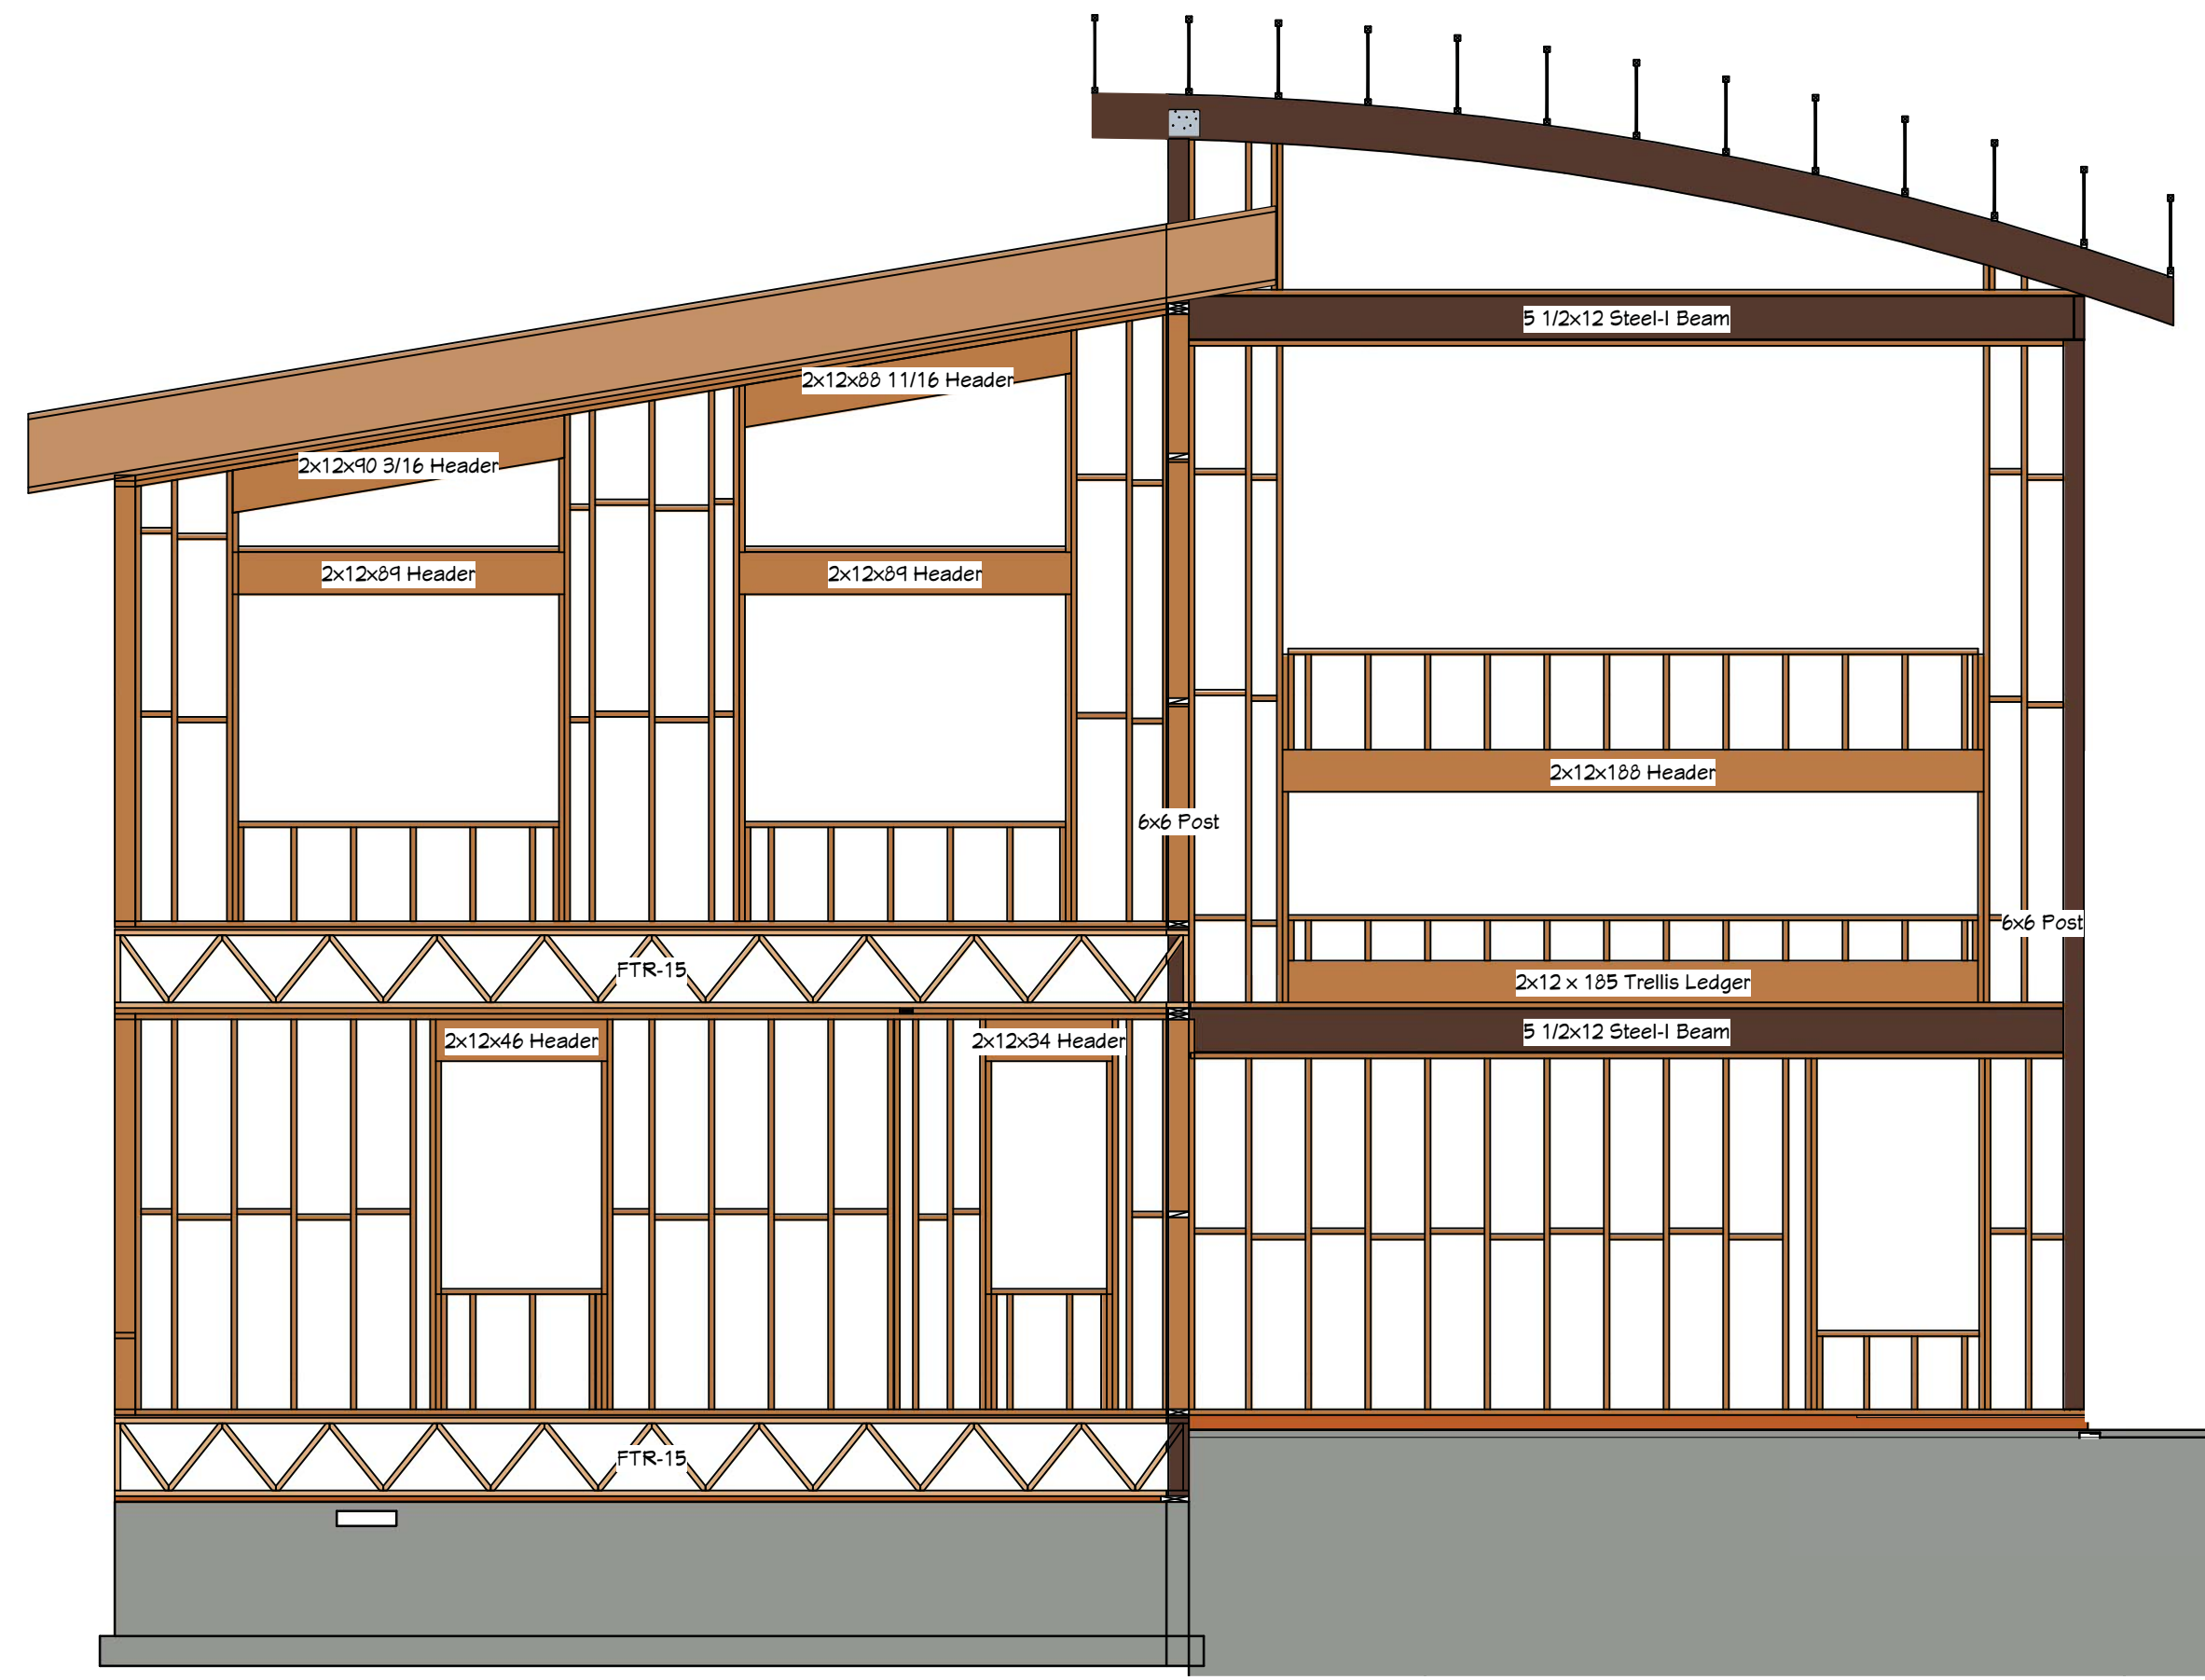 5 1/2x12 Steel-I Beam
2x12x88 11/16 Header
2x12x90 3/16 Header
2x12x89 Header
2x12x89 Header
2x12x188 Header
6x6 Post
6x6 Post
FTR-15
2x12 x 185 Trellis Ledger
5 1/2x12 Steel-I Beam
2x12x46 Header
2x12x34 Header
FTR-15